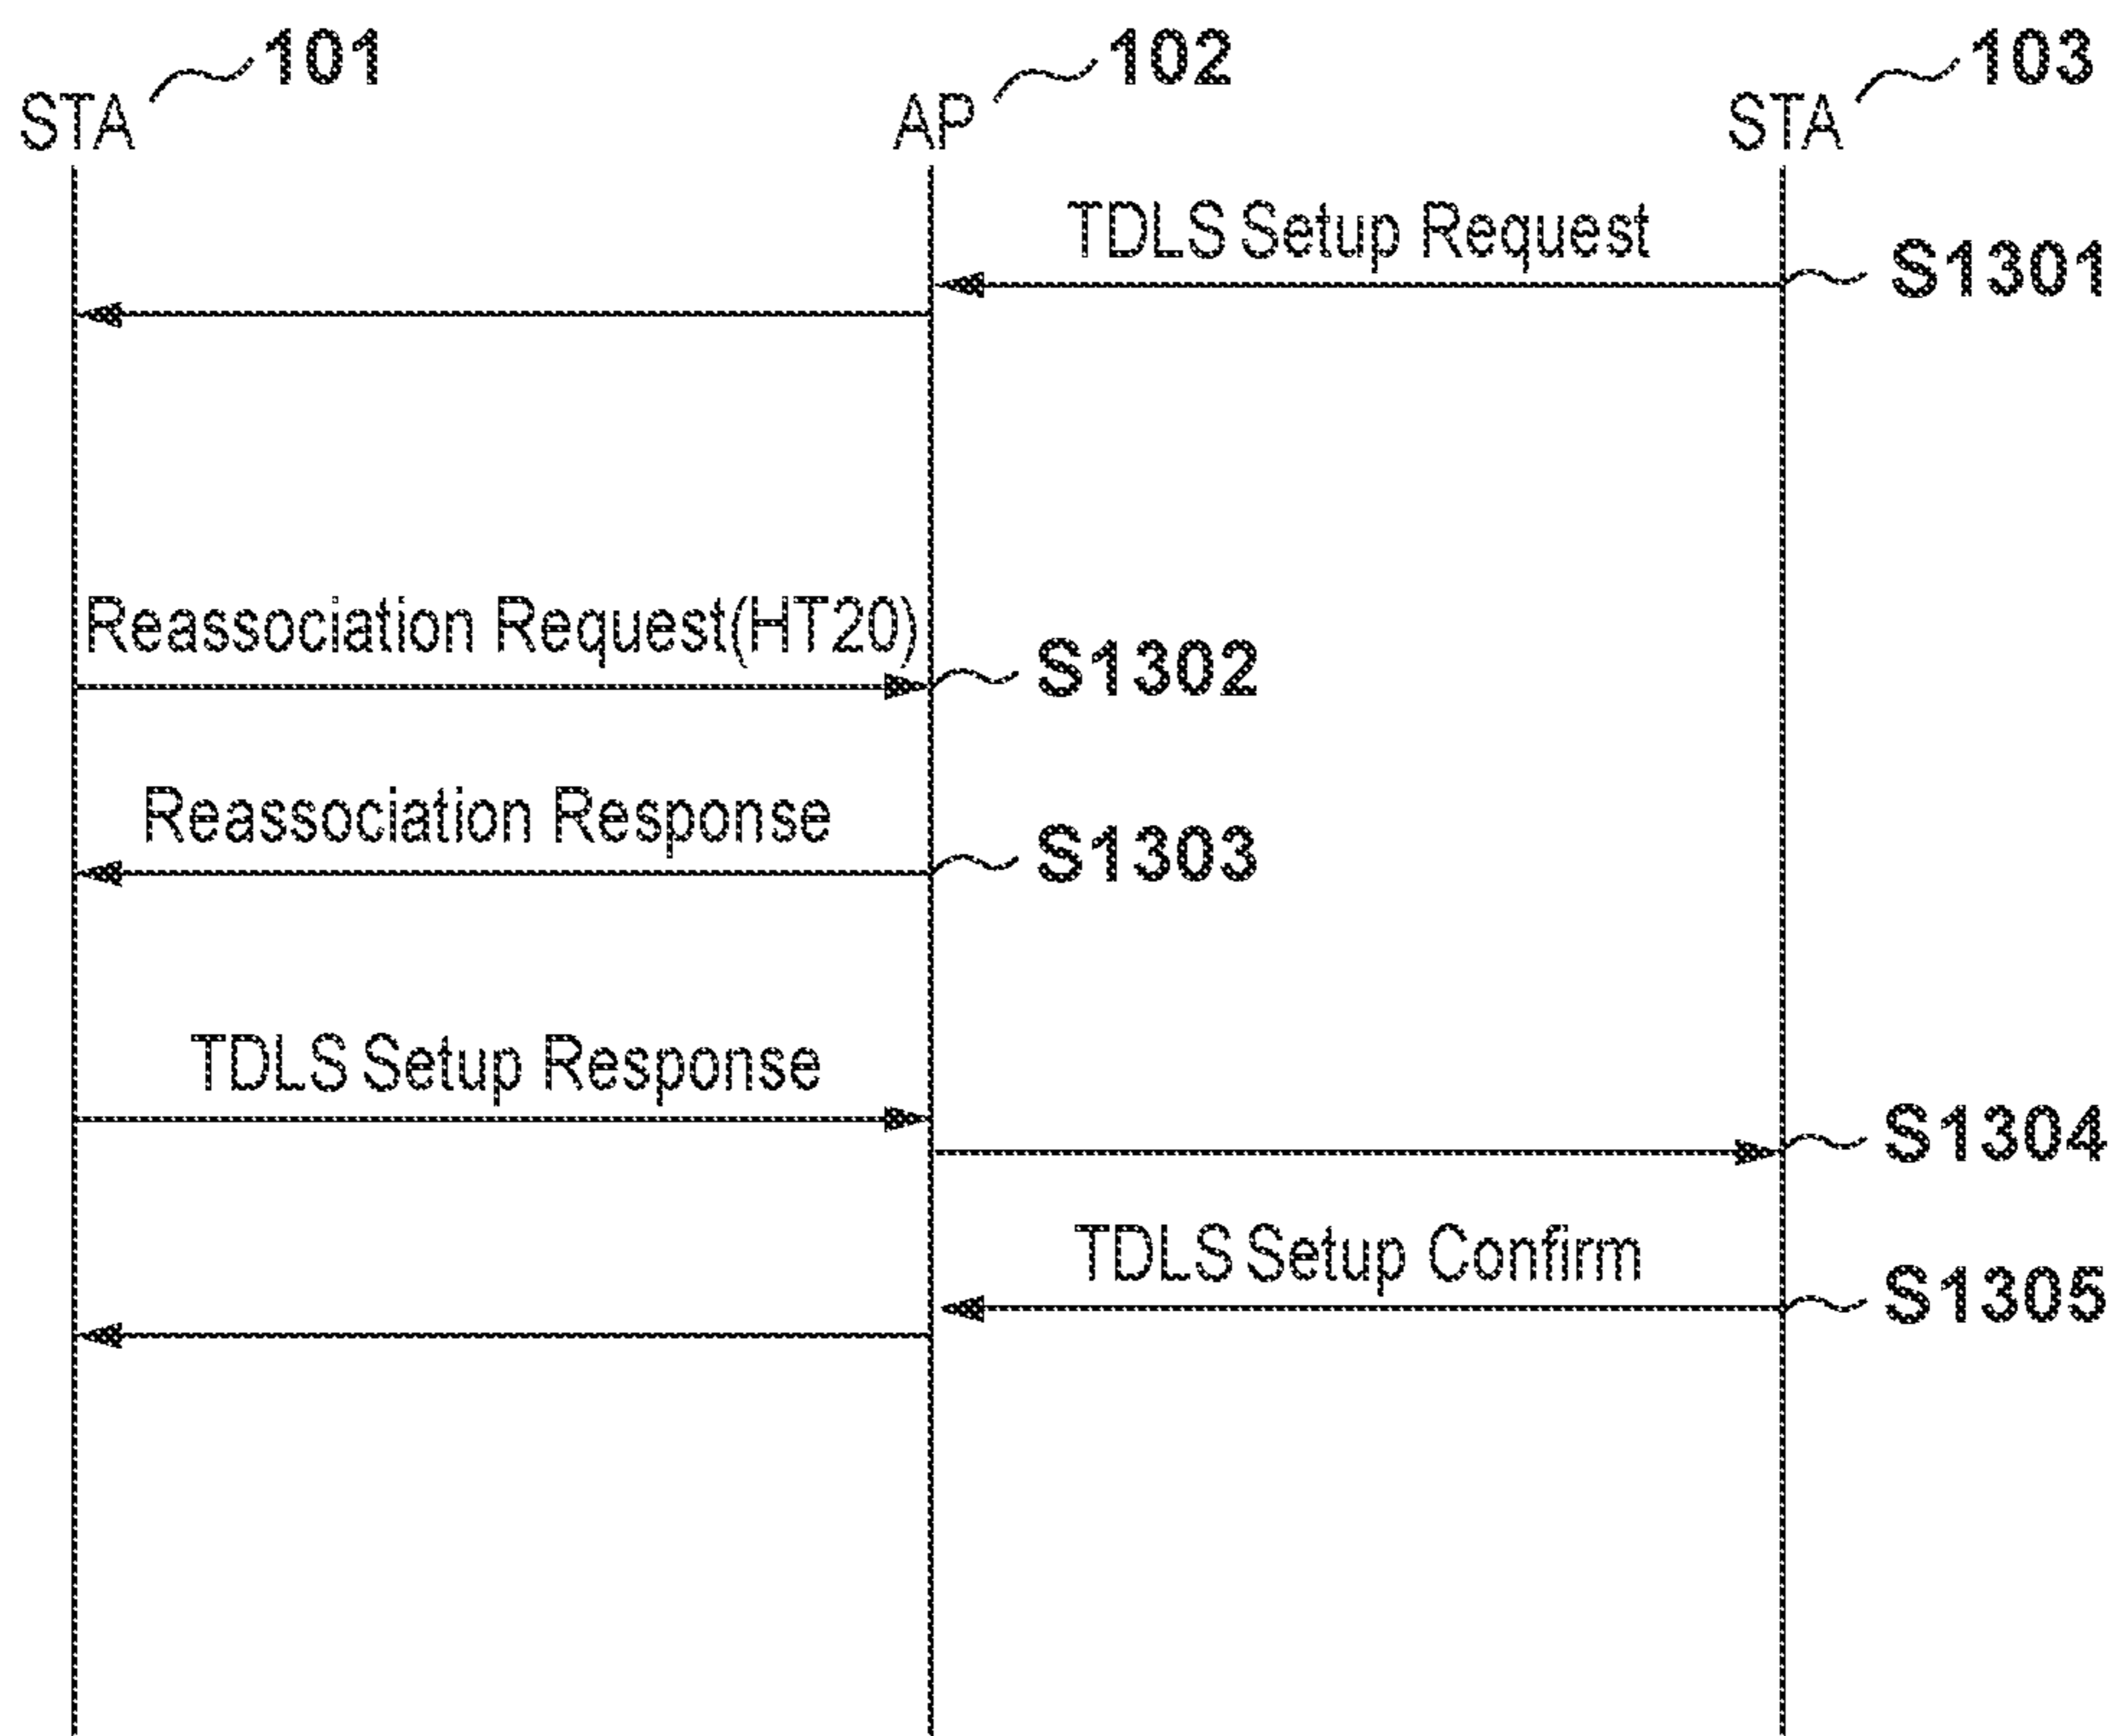 101 102 103
STA AP STA
TDLS Setup Request
S1301
Reassociation Request(HT20)
S1302
Reassociation Response
S1303
TDLS Setup Response
S1304
TDLS Setup Confirm
S1305